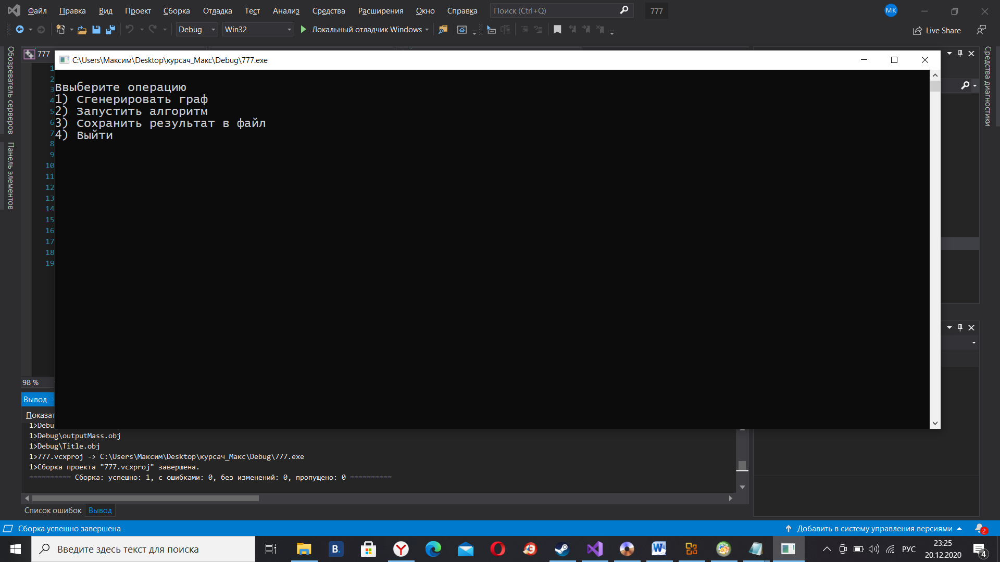 Файл Правка Вид Проект Сборка Отладка Тест Анализ Средства Расширения Окно Справка Поиск (Ctrl+Q) 777 МК
Debug Win32 Локальный отладчик Windows Live Share
Обозреватель серверов
Панель элементов
Средства диагностики
777
C:\Users\Максим\Desktop\курсач_Макс\Debug\777.exe
Ввыберите операцию
1) Сгенерировать граф
2) Запустить алгоритм
3) Сохранить результат в файл
4) Выйти
1
2
3
4
5
6
7
8
9
10
11
12
13
14
15
16
17
18
19
98 %
Вывод
1>Debug\outputMass.obj
1>Debug\Title.obj
1>777.vcxproj -> C:\Users\Максим\Desktop\курсач_Макс\Debug\777.exe
1>Сборка проекта "777.vcxproj" завершена.
========== Сборка: успешно: 1, с ошибками: 0, без изменений: 0, пропущено: 0 ==========
Список ошибок Вывод
Сборка успешно завершена Добавить в систему управления версиями 2
Введите здесь текст для поиска B. РУС 23:25
20.12.2020 4